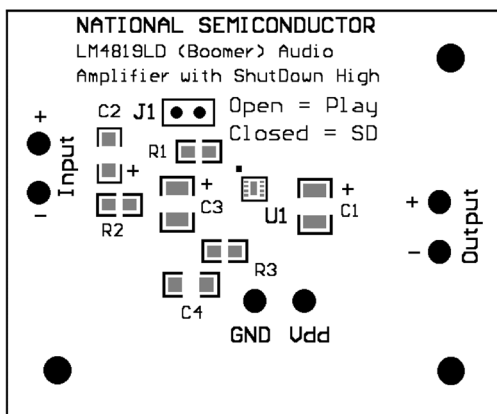 NATIONAL SEMICONDUCTOR
LM4819LD (Boomer) Audio
Amplifier with ShutDown High
J1 Open = Play
Closed = SD
+
C2
R1
Input
+
-
R2
+
C3
U1
+
C1
+
Output
-
R3
C4
GND Vdd